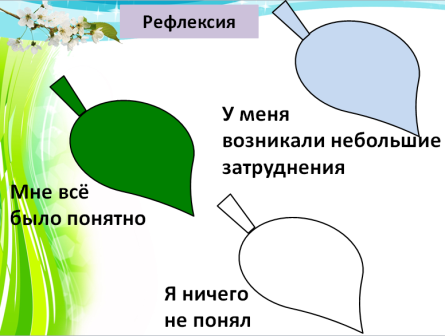 Рефлексия
У меня
возникали небольшие
затруднения
Мне всё
было понятно
Я ничего
не понял